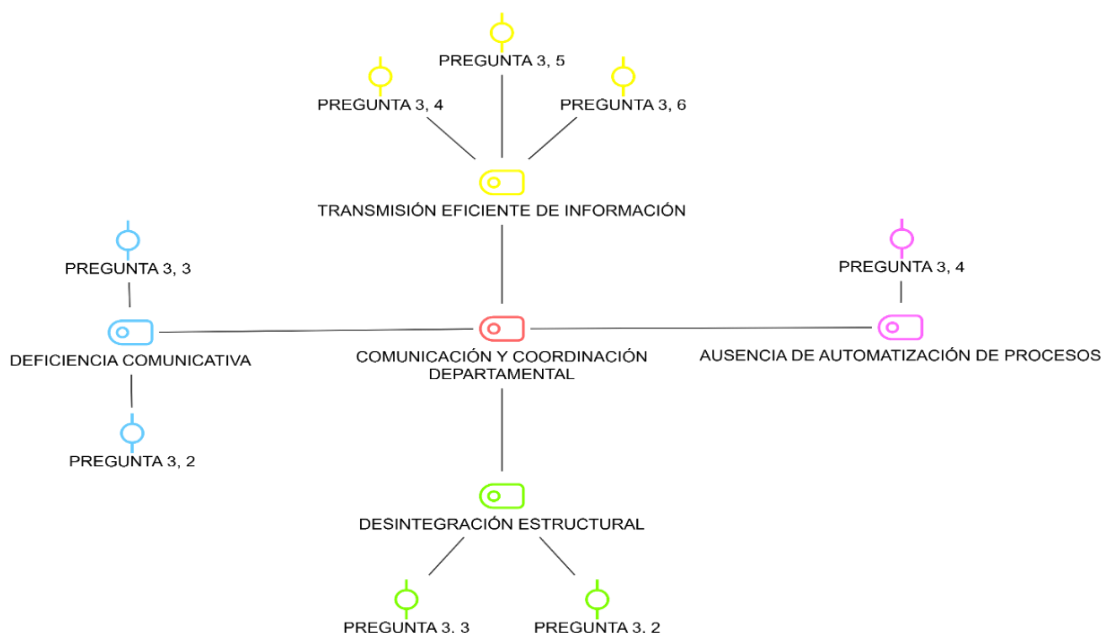 PREGUNTA 3, 5
PREGUNTA 3, 4
PREGUNTA 3, 6
TRANSMISIÓN EFICIENTE DE INFORMACIÓN
PREGUNTA 3, 3
PREGUNTA 3, 4
DEFICIENCIA COMUNICATIVA
COMUNICACIÓN Y COORDINACIÓN
DEPARTAMENTAL
AUSENCIA DE AUTOMATIZACIÓN DE PROCESOS
PREGUNTA 3, 2
DESINTEGRACIÓN ESTRUCTURAL
PREGUNTA 3, 3
PREGUNTA 3, 2